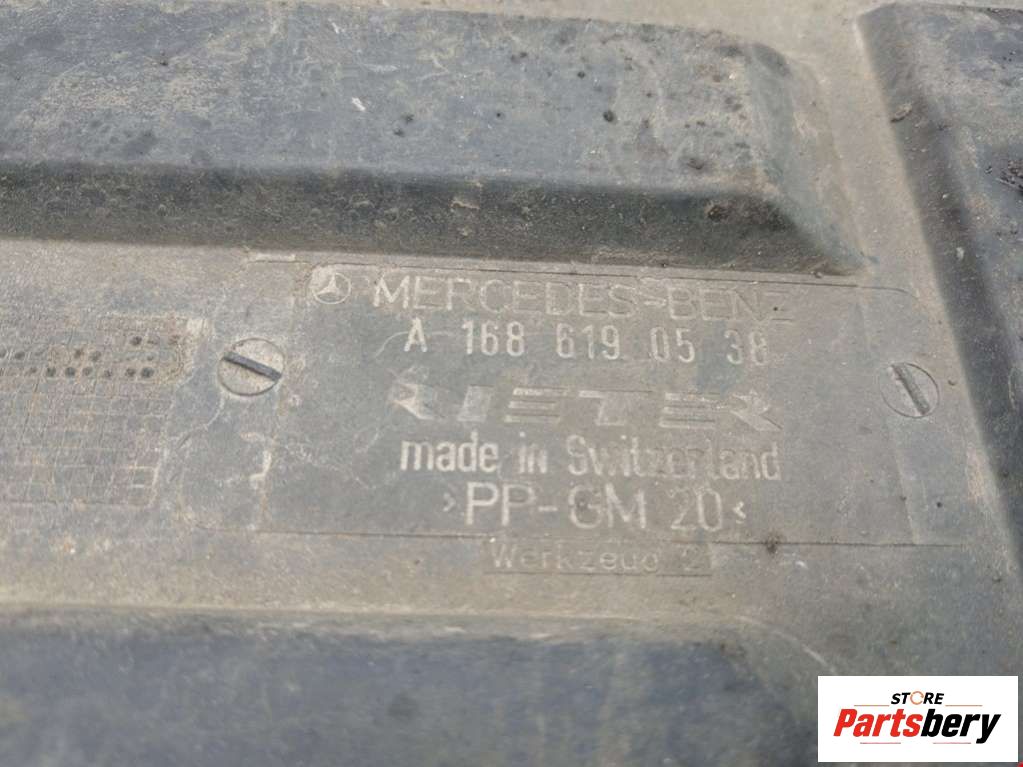 MERCEDES-BENZ
A 168 619 05 38
RIETER
made in Switzerland
>PP-GM 20<
Werkzeug 2
STORE
Partsbery